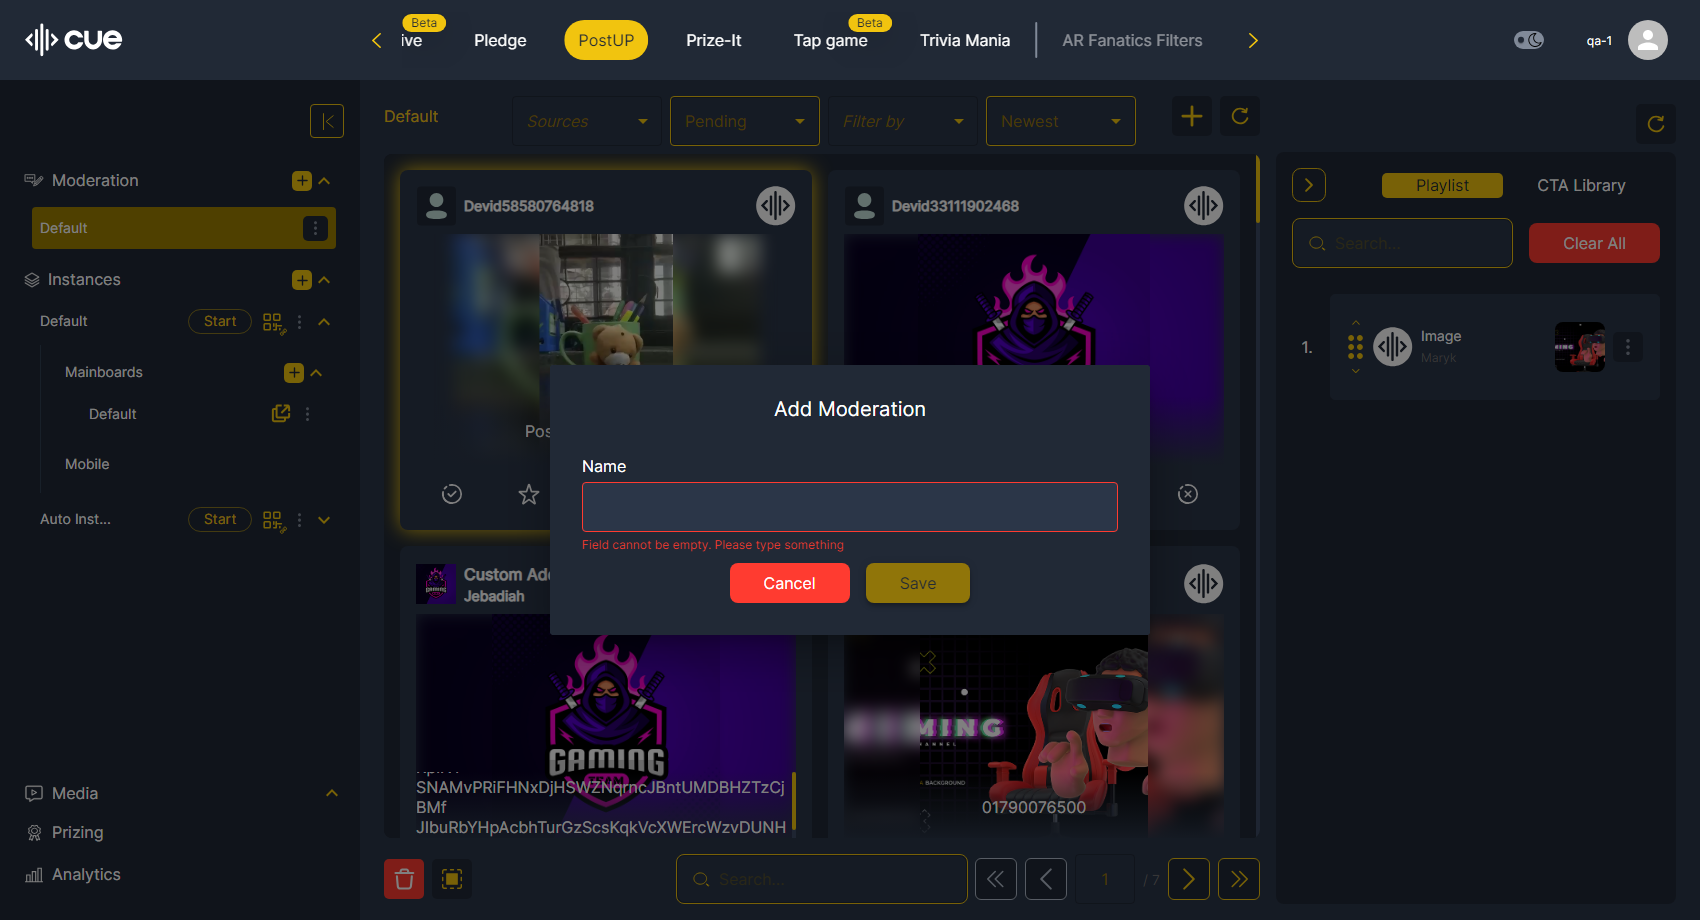 cue
Beta
ive
Pledge
PostUP
Prize-It
Beta
Tap game
Trivia Mania
AR Fanatics Filters
qa-1
Moderation
Default
Instances
Default
Start
Mainboards
Default
Mobile
Auto Inst...
Start
Media
Prizing
Analytics
Default
Sources
Pending
Filter by
Newest
Devid58580764818
Pos
Devid33111902468
Custom Add
Jebadiah
GAMING
SNAMvPRiFHNxDjHSWZNqrncJBntUMDBHZTzCj
BMf
JIbuRbYHpAcbhTurGzScsKqkVcXWErcWzvDUNH
MING
BACKGROUND
01790076500
Search...
1
/ 7
Playlist
CTA Library
Search...
Clear All
1.
Image
Maryk
Add Moderation
Name
Field cannot be empty. Please type something
Cancel
Save